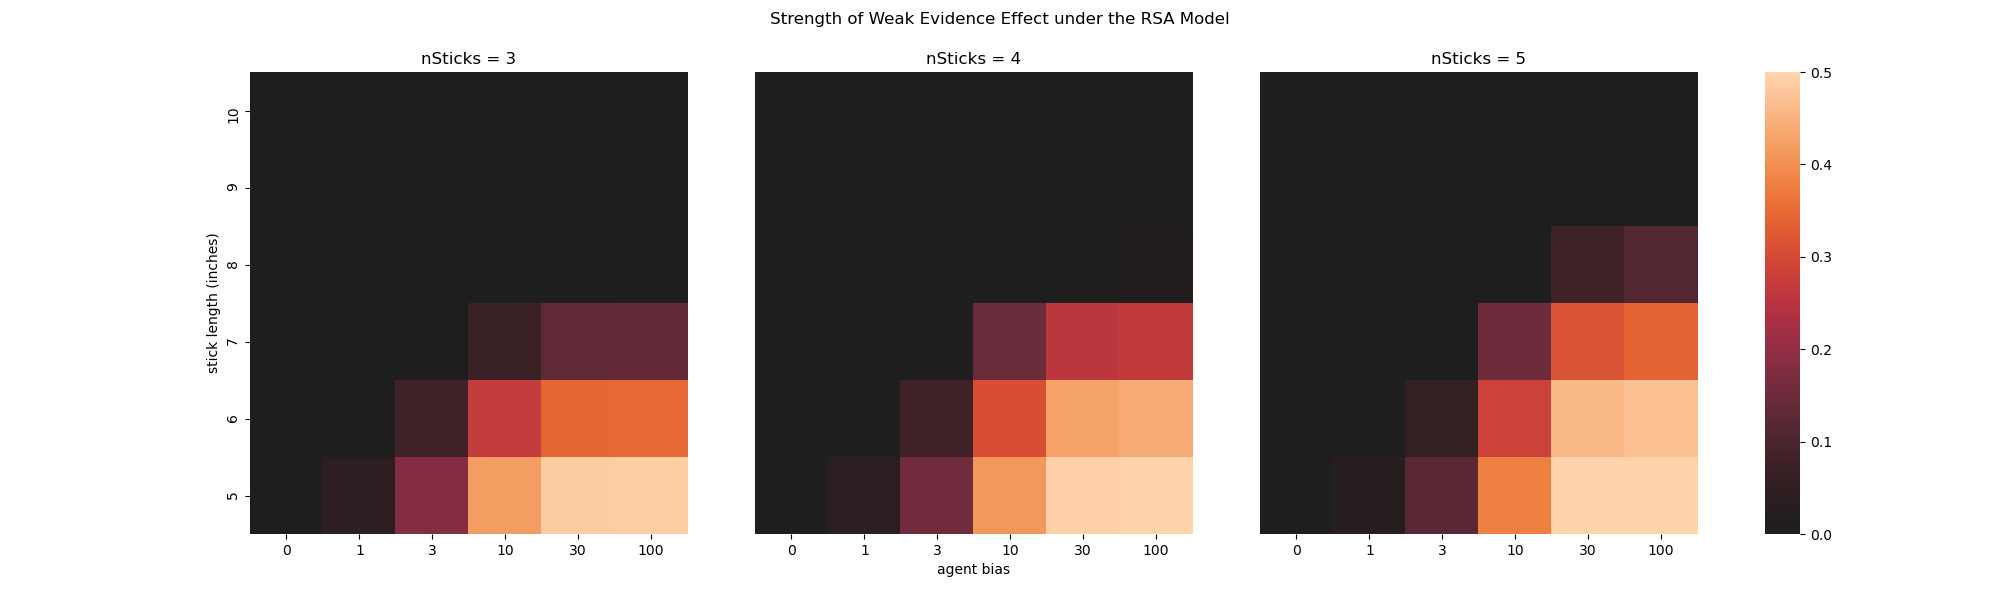 Strength of Weak Evidence Effect under the RSA Model
nSticks = 3
nSticks = 4
nSticks = 5
stick length (inches)
10
9
8
7
6
5
0 1 3 10 30 100
0 1 3 10 30 100
0 1 3 10 30 100
agent bias
0.5
0.4
0.3
0.2
0.1
0.0